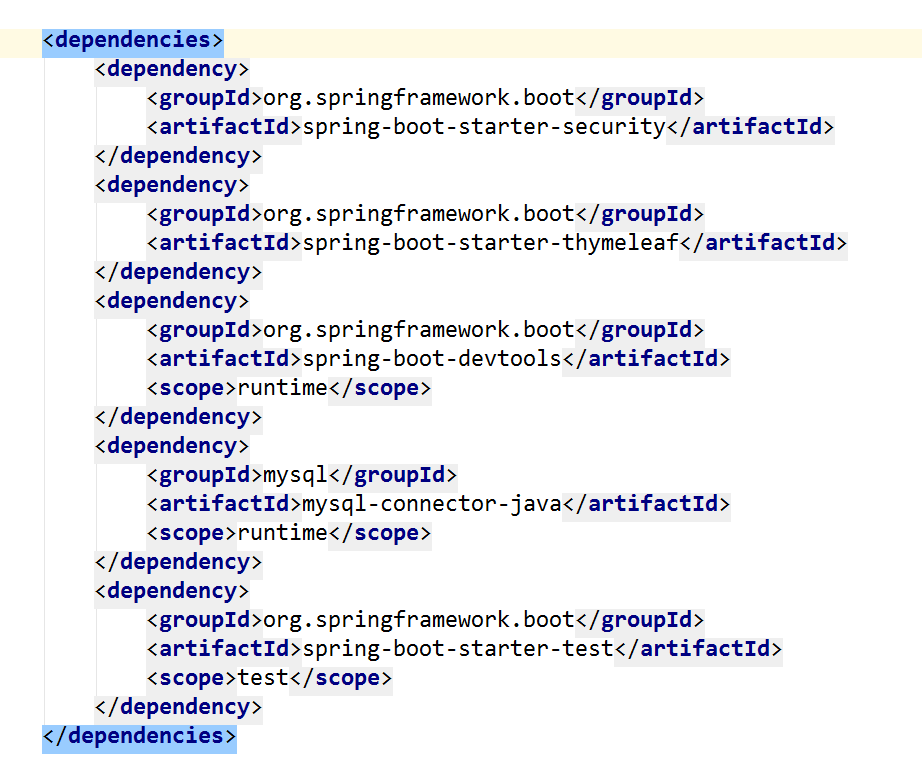 <dependencies>
    <dependency>
        <groupId>org.springframework.boot</groupId>
        <artifactId>spring-boot-starter-security</artifactId>
    </dependency>
    <dependency>
        <groupId>org.springframework.boot</groupId>
        <artifactId>spring-boot-starter-thymeleaf</artifactId>
    </dependency>
    <dependency>
        <groupId>org.springframework.boot</groupId>
        <artifactId>spring-boot-devtools</artifactId>
        <scope>runtime</scope>
    </dependency>
    <dependency>
        <groupId>mysql</groupId>
        <artifactId>mysql-connector-java</artifactId>
        <scope>runtime</scope>
    </dependency>
    <dependency>
        <groupId>org.springframework.boot</groupId>
        <artifactId>spring-boot-starter-test</artifactId>
        <scope>test</scope>
    </dependency>
</dependencies>